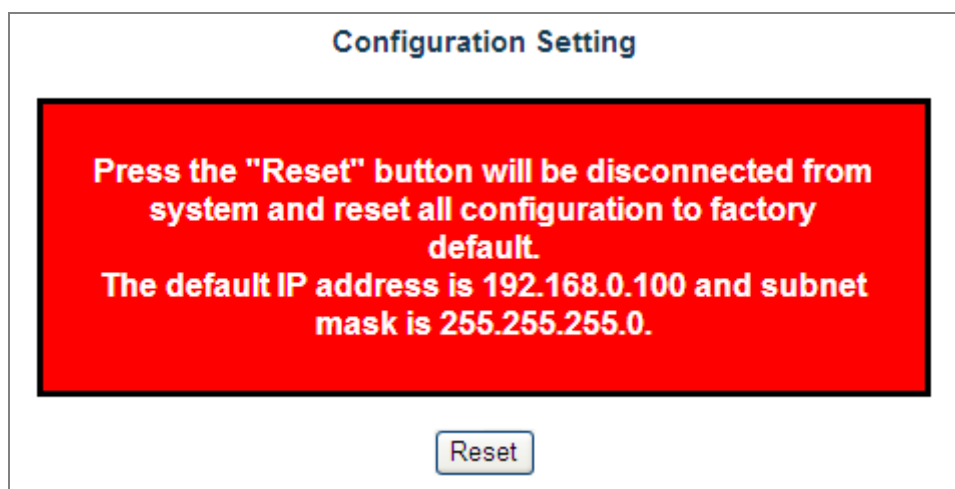 Configuration Setting
Press the "Reset" button will be disconnected from
system and reset all configuration to factory
default.
The default IP address is 192.168.0.100 and subnet
mask is 255.255.255.0.
Reset